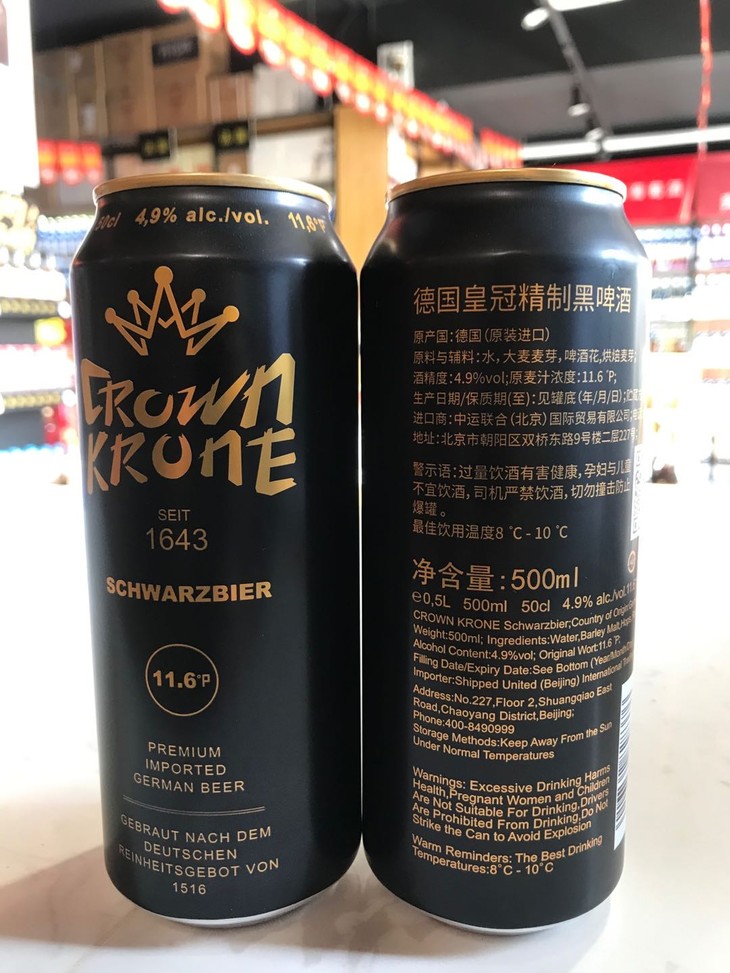 50cl 4,9% alc./vol. 11,6°P
CROWN
KRONE
SEIT
1643
SCHWARZBIER
11.6°P
PREMIUM
IMPORTED
GERMAN BEER
GEBRAUT NACH DEM
DEUTSCHEN
REINHEITSGEBOT VON
1516
德国皇冠精制黑啤酒
原产国:德国(原装进口)
原料与辅料:水,大麦麦芽,啤酒花,烘焙麦芽;
酒精度:4.9%vol;原麦汁浓度:11.6 °P;
生产日期/保质期(至):见罐底(年/月/日);
进口商:中运联合(北京)国际贸易有限公司;
地址:北京市朝阳区双桥东路9号楼二层227号;
警示语:过量饮酒有害健康,孕妇与儿童
不宜饮酒,司机严禁饮酒,切勿撞击防止
爆罐。
最佳饮用温度8 °C - 10 °C
净含量:500ml
℮0,5L 500ml 50cl 4.9% alc./vol.
CROWN KRONE Schwarzbier;Country of Origin:
Weight:500ml; Ingredients:Water,Barley Malt,
Alcohol Content:4.9%vol; Original Wort:11.6 °P;
Filling Date/Expiry Date:See Bottom (Year/Month/
Importer:Shipped United (Beijing) International
Address:No.227,Floor 2,Shuangqiao East
Road,Chaoyang District,Beijing;
Phone:400-8490999
Storage Methods:Keep Away From the Sun
Under Normal Temperatures
Warnings: Excessive Drinking Harms
Health,Pregnant Women and Children
Are Not Suitable For Drinking,Drivers
Are Prohibited From Drinking,Do Not
Strike the Can to Avoid Explosion
Warm Reminders: The Best Drinking
Temperatures:8°C - 10°C